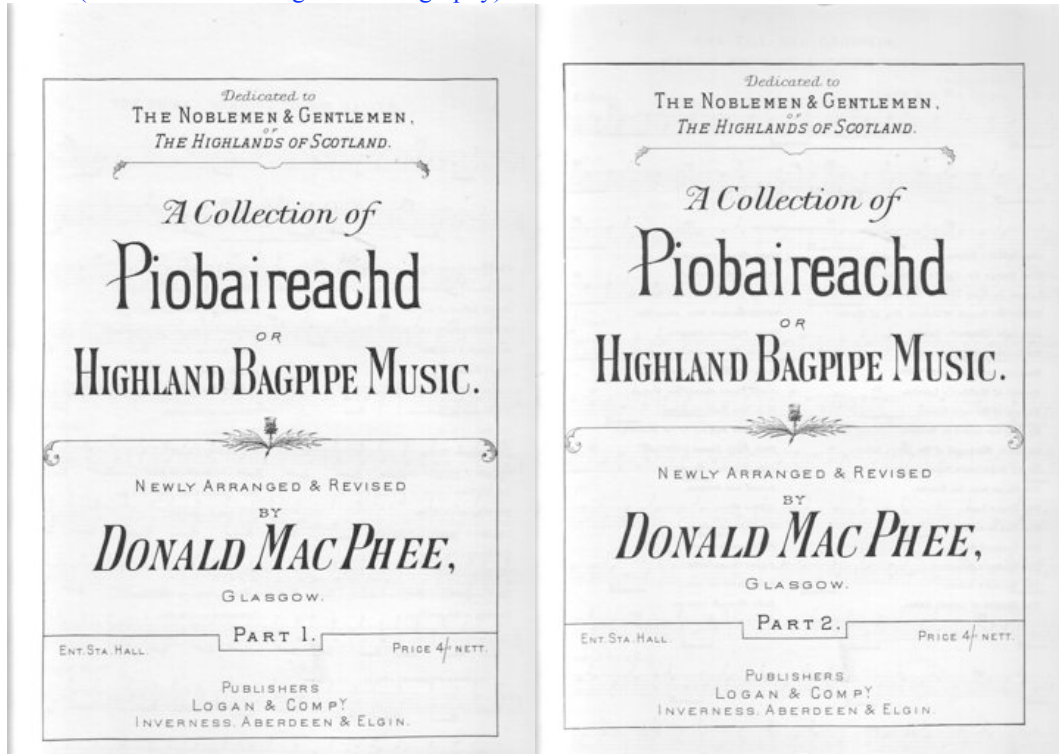 Dedicated to
THE NOBLEMEN & GENTLEMEN,
OF
THE HIGHLANDS OF SCOTLAND.
A Collection of
Piobaireachd
OR
HIGHLAND BAGPIPE MUSIC.
NEWLY ARRANGED & REVISED
BY
DONALD MAC PHEE,
GLASGOW.
PART 1.
ENT. STA. HALL.
PRICE 4/- NETT.
PUBLISHERS
LOGAN & COMPY
INVERNESS. ABERDEEN & ELGIN.
Dedicated to
THE NOBLEMEN & GENTLEMEN,
OF
THE HIGHLANDS OF SCOTLAND.
A Collection of
Piobaireachd
OR
HIGHLAND BAGPIPE MUSIC.
NEWLY ARRANGED & REVISED
BY
DONALD MAC PHEE,
GLASGOW.
PART 2.
ENT. STA. HALL.
PRICE 4/- NETT.
PUBLISHERS
LOGAN & COMPY
INVERNESS. ABERDEEN & ELGIN.